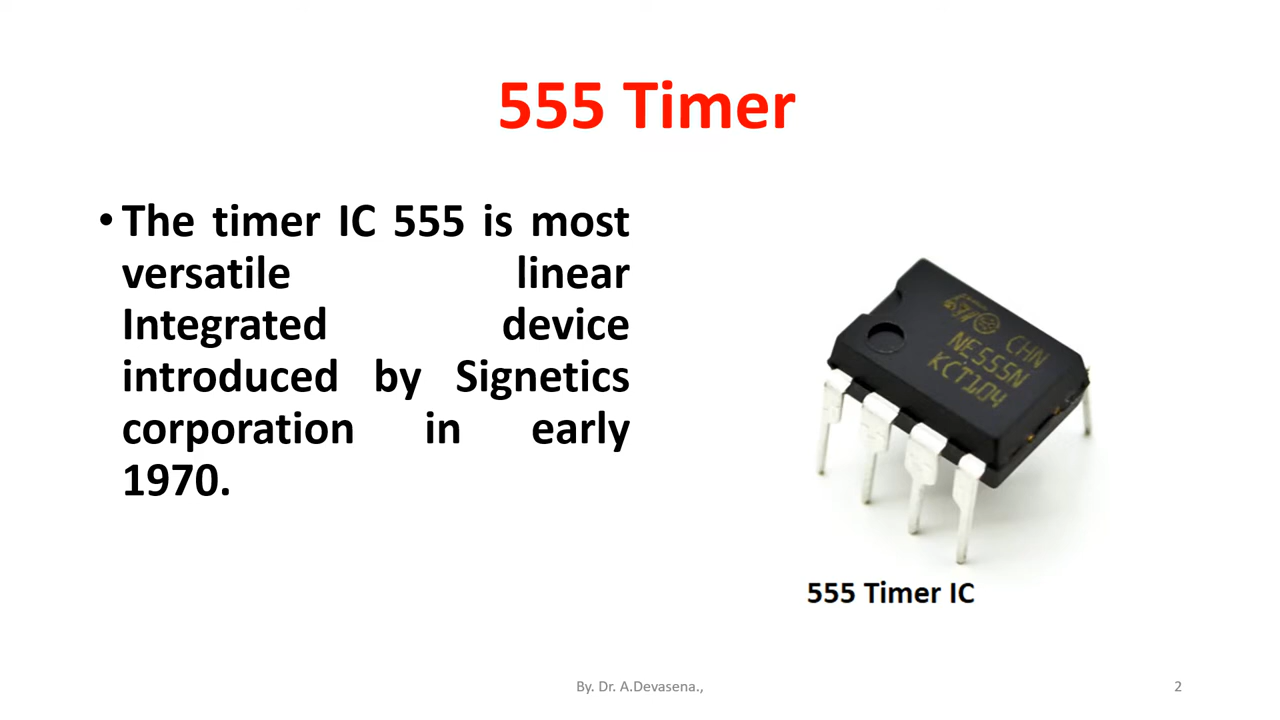 555 Timer
• The timer IC 555 is most
versatile linear
Integrated device
introduced by Signetics
corporation in early
1970.
CHN
NE555N
KCT104
555 Timer IC
By. Dr. A.Devasena.,
2